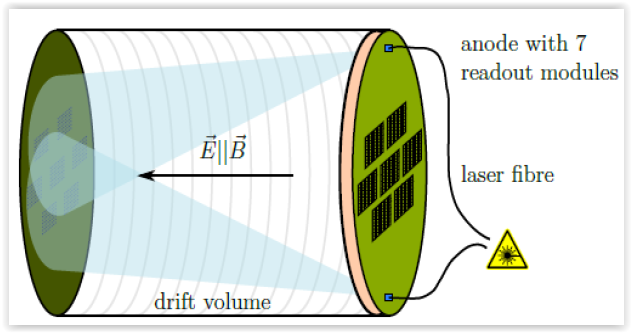 anode with 7
readout modules
E⃗||B⃗
laser fibre
drift volume